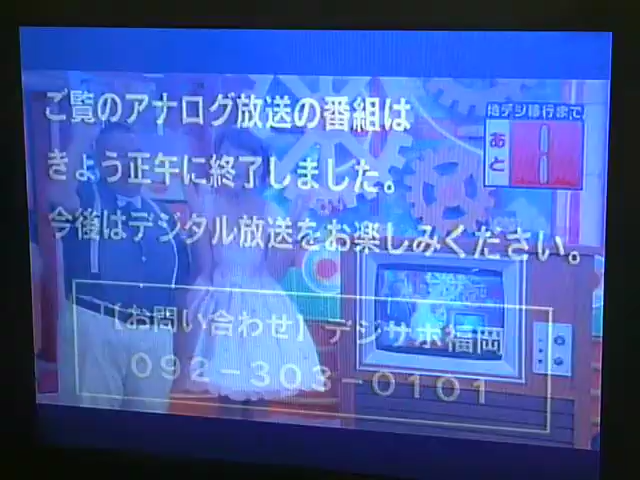 ご覧のアナログ放送の番組は
きょう正午に終了しました。
今後はデジタル放送をお楽しみください。
地デジ移行まで
あと
1
【お問い合わせ】デジサポ福岡
092-303-0101